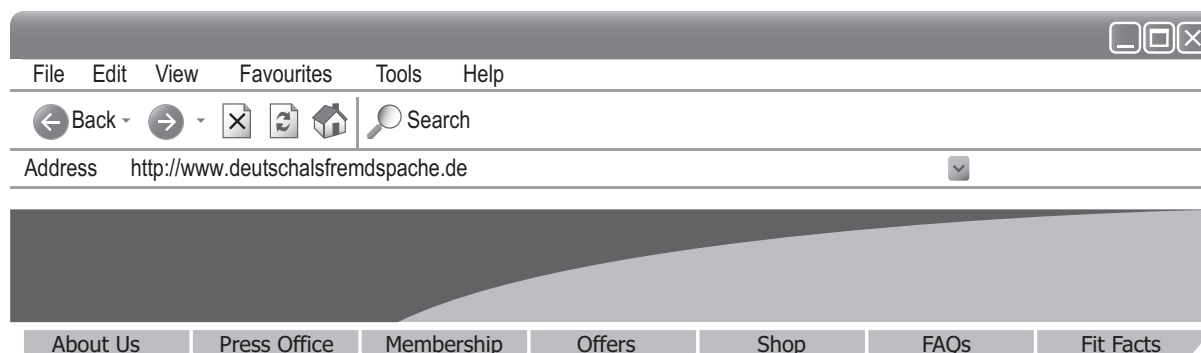 File Edit View Favourites Tools Help
Back Search
Address http://www.deutschalsfremdspache.de
About Us Press Office Membership Offers Shop FAQs Fit Facts